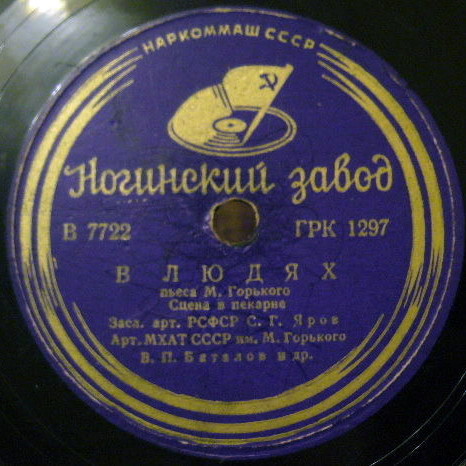 НАРКОММАШ СССР
Ногинский завод
В 7722 ГРК 1297
В ЛЮДЯХ
пьеса М. Горького
Сцена в пекарне
Засл. арт. РСФСР С. Г. Яров
Арт. МХАТ СССР им. М. Горького
В. П. Баталов и др.